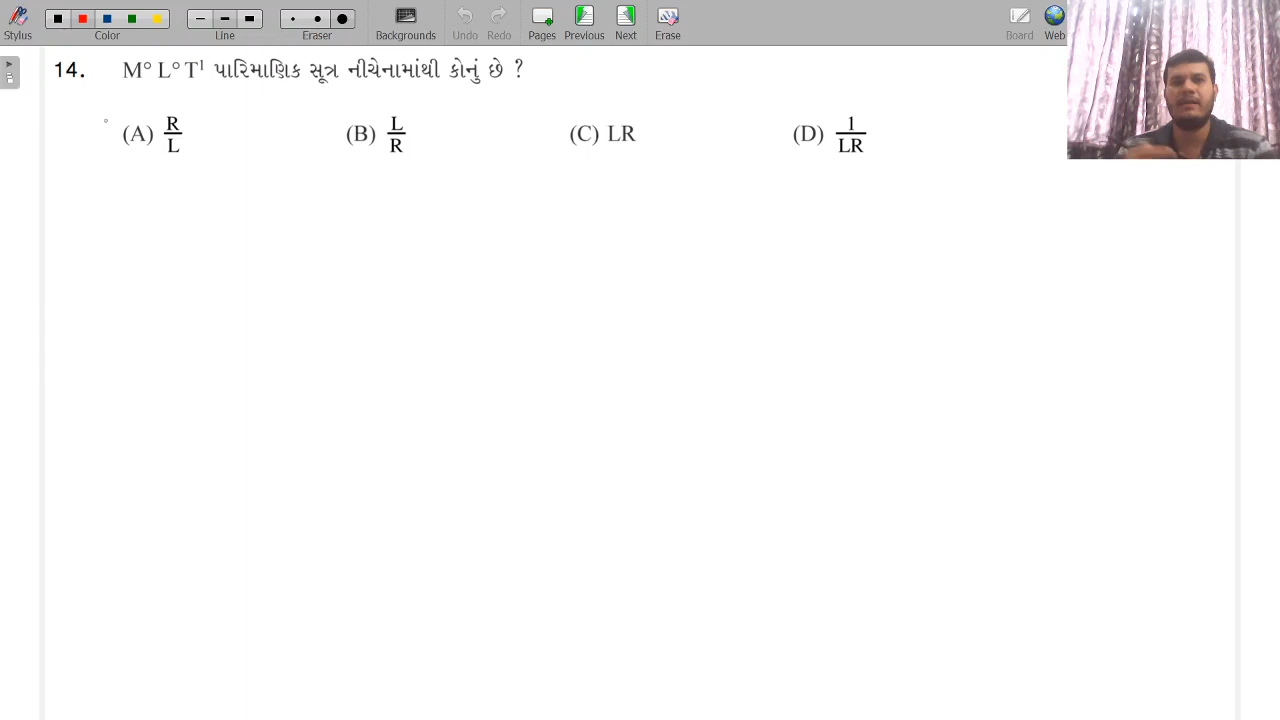 Stylus
Color
Line
Eraser
Backgrounds
Undo
Redo
Pages
Previous
Next
Erase
Board
Web
14. M° L° T¹ પારિમાણિક સૂત્ર નીચેનામાંથી કોનું છે ?
(A) R/L (B) L/R (C) LR (D) 1/LR